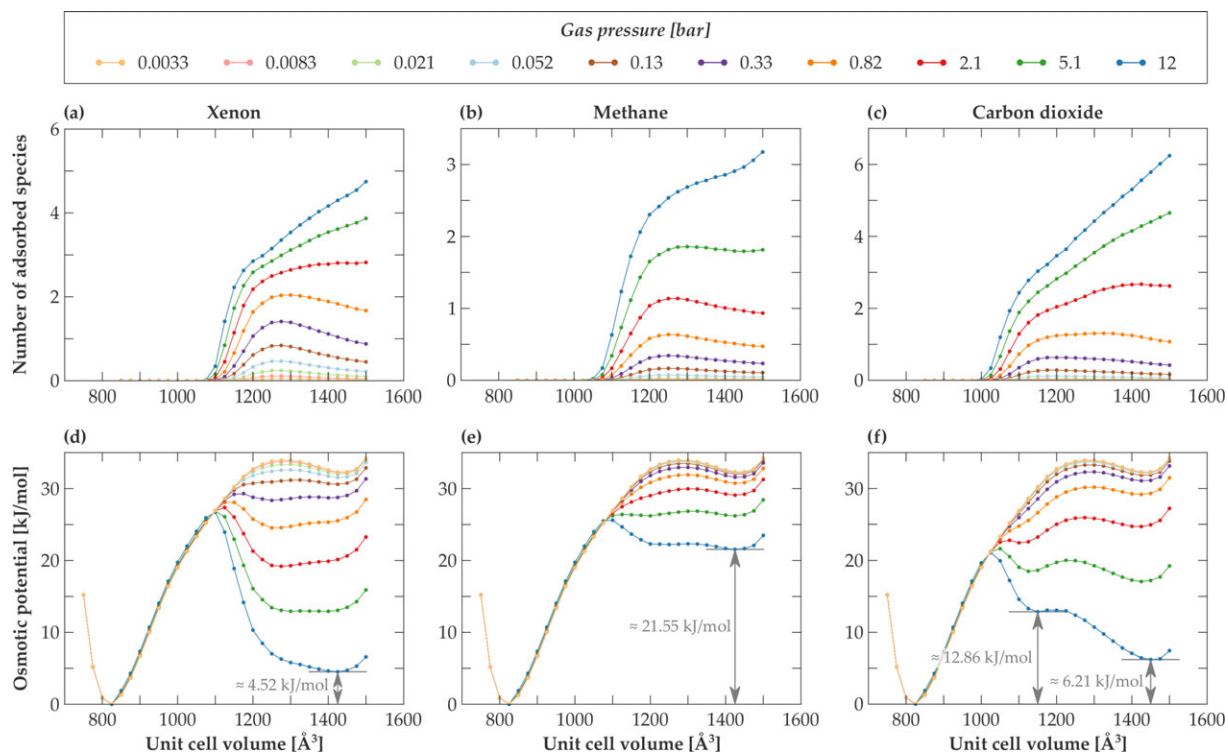 Gas pressure [bar]
0.0033 0.0083 0.021 0.052 0.13 0.33 0.82 2.1 5.1 12
(a) Xenon
(b) Methane
(c) Carbon dioxide
Number of adsorbed species
6
4
2
0
800 1000 1200 1400 1600
3
2
1
0
800 1000 1200 1400 1600
6
4
2
0
800 1000 1200 1400 1600
(d)
(e)
(f)
Osmotic potential [kJ/mol]
30
20
10
0
≈ 4.52 kJ/mol
800 1000 1200 1400 1600
Unit cell volume [Å³]
30
20
10
0
≈ 21.55 kJ/mol
800 1000 1200 1400 1600
Unit cell volume [Å³]
30
20
10
0
≈ 12.86 kJ/mol
≈ 6.21 kJ/mol
800 1000 1200 1400 1600
Unit cell volume [Å³]